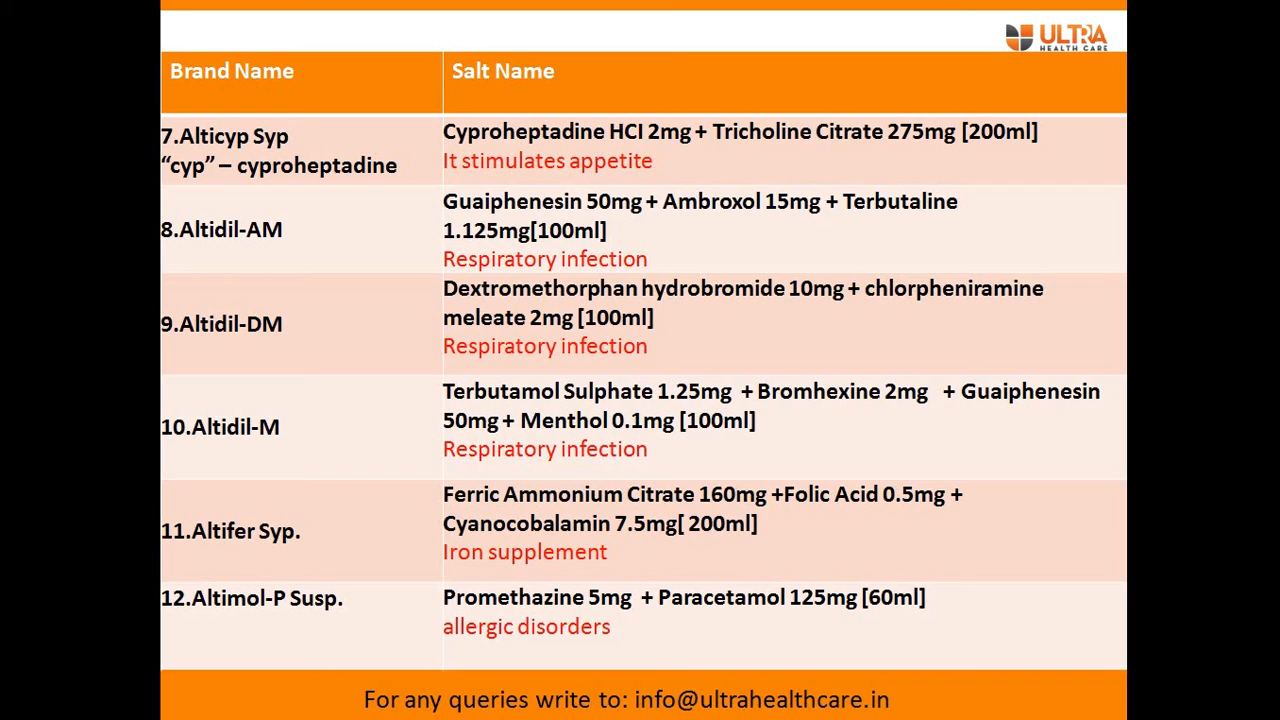 ULTRA
HEALTH CARE
Brand Name
Salt Name
7.Alticyp Syp
“cyp” – cyproheptadine
Cyproheptadine HCI 2mg + Tricholine Citrate 275mg [200ml]
It stimulates appetite
8.Altidil-AM
Guaiphenesin 50mg + Ambroxol 15mg + Terbutaline
1.125mg[100ml]
Respiratory infection
9.Altidil-DM
Dextromethorphan hydrobromide 10mg + chlorpheniramine
meleate 2mg [100ml]
Respiratory infection
10.Altidil-M
Terbutamol Sulphate 1.25mg + Bromhexine 2mg + Guaiphenesin
50mg + Menthol 0.1mg [100ml]
Respiratory infection
11.Altifer Syp.
Ferric Ammonium Citrate 160mg +Folic Acid 0.5mg +
Cyanocobalamin 7.5mg[ 200ml]
Iron supplement
12.Altimol-P Susp.
Promethazine 5mg + Paracetamol 125mg [60ml]
allergic disorders
For any queries write to: info@ultrahealthcare.in